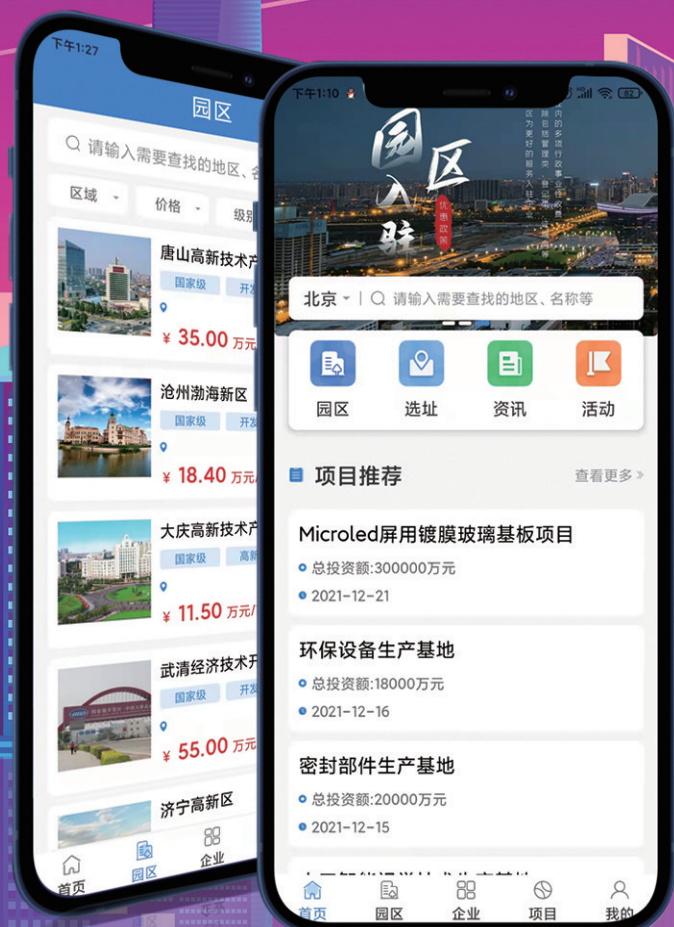 下午1:27
园区
请输入需要查找的地区、
区域
价格
级别
唐山高新技术产
国家级
开发
¥ 35.00 万元
沧州渤海新区
国家级
开发
¥ 18.40 万元/
大庆高新技术产
国家级
高新
¥ 11.50 万元/
武清经济技术开
国家级
开发
¥ 55.00 万元
济宁高新区
首页
园区
企业
下午1:10
82
园区
入驻
优惠政策
北京
请输入需要查找的地区、名称等
园区
选址
资讯
活动
项目推荐
查看更多
Microled屏用镀膜玻璃基板项目
总投资额:300000万元
2021-12-21
环保设备生产基地
总投资额:18000万元
2021-12-16
密封部件生产基地
总投资额:20000万元
2021-12-15
首页
园区
企业
项目
我的